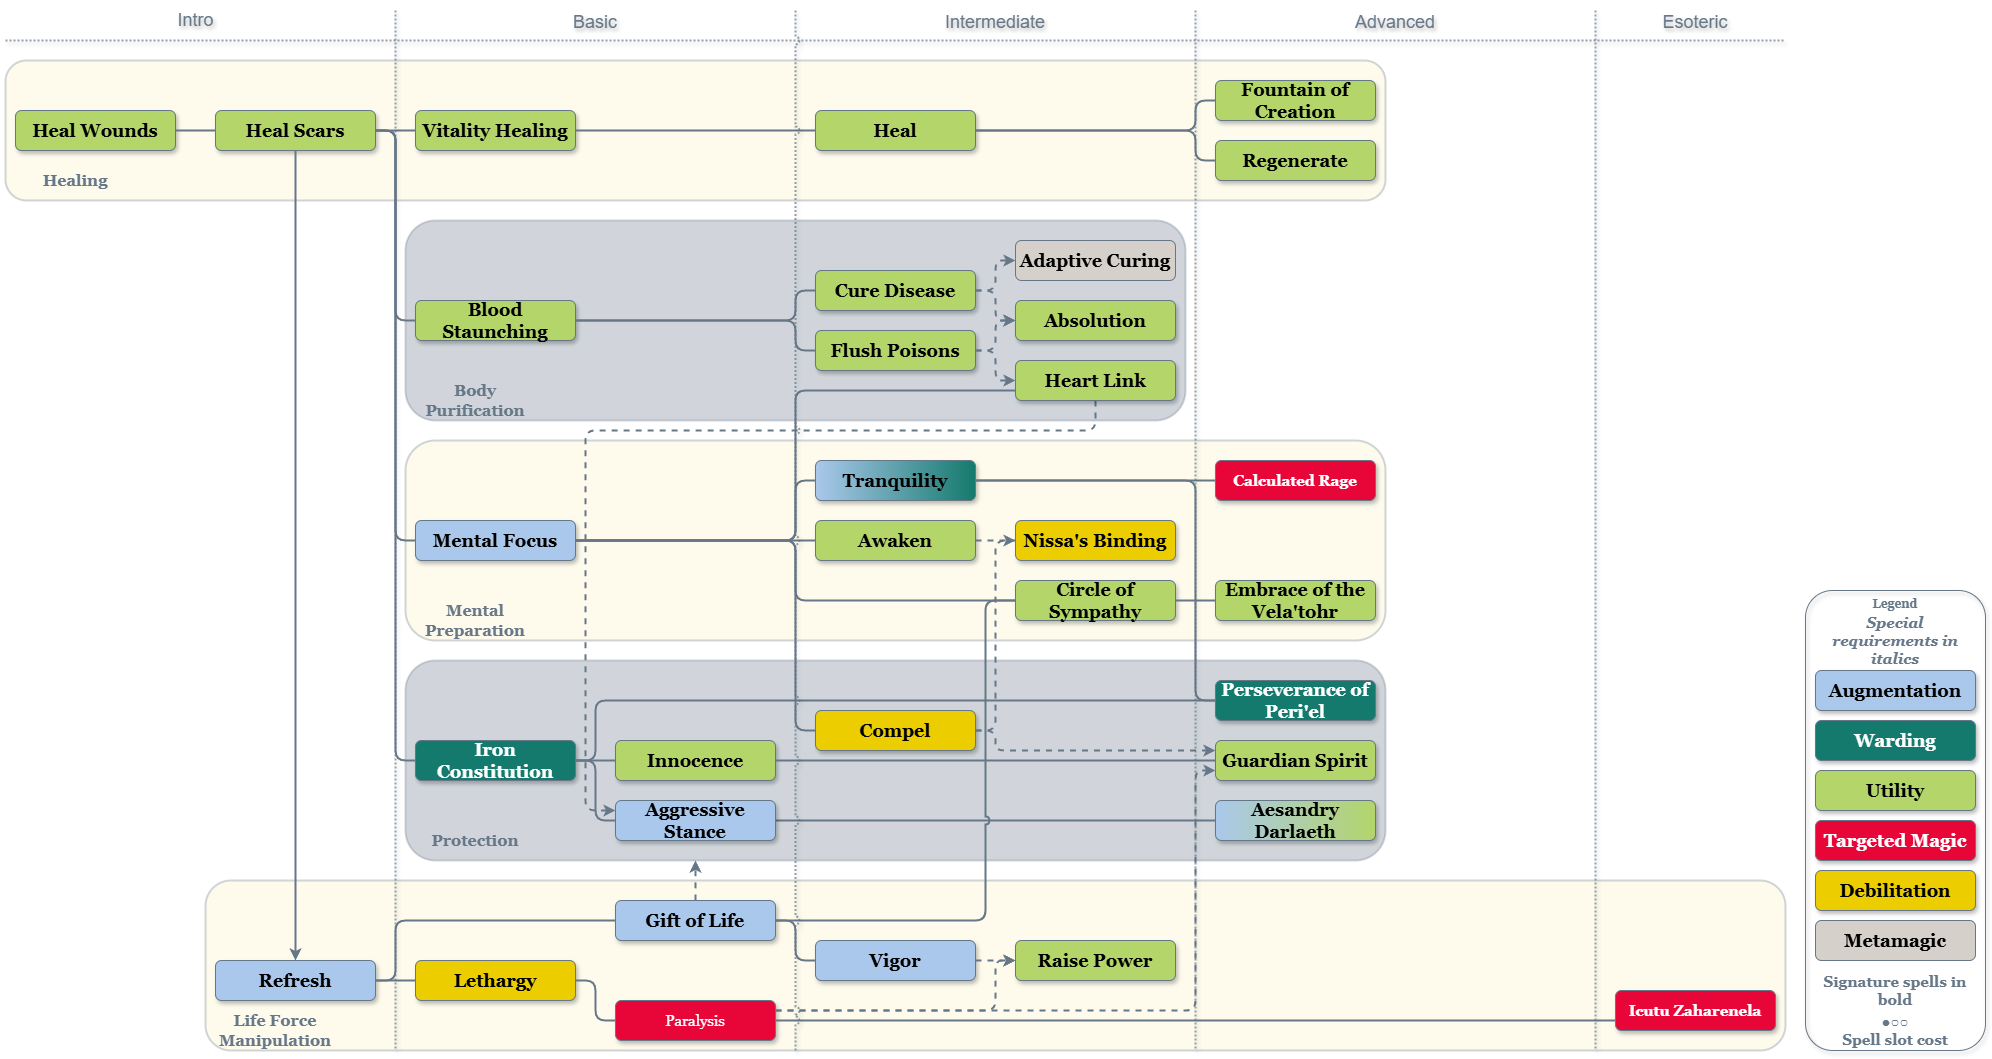 Intro
Basic
Intermediate
Advanced
Esoteric
Heal Wounds
Heal Scars
Vitality Healing
Heal
Fountain of
Creation
Regenerate
Healing
Blood
Staunching
Cure Disease
Flush Poisons
Adaptive Curing
Absolution
Heart Link
Body
Purification
Mental Focus
Tranquility
Awaken
Calculated Rage
Nissa's Binding
Circle of
Sympathy
Embrace of the
Vela'tohr
Mental
Preparation
Iron
Constitution
Innocence
Aggressive
Stance
Compel
Perseverance of
Peri'el
Guardian Spirit
Aesandry
Darlaeth
Protection
Refresh
Lethargy
Gift of Life
Paralysis
Vigor
Raise Power
Icutu Zaharenela
Life Force
Manipulation
Legend
Special
requirements in
italics
Augmentation
Warding
Utility
Targeted Magic
Debilitation
Metamagic
Signature spells in
bold
●○○
Spell slot cost